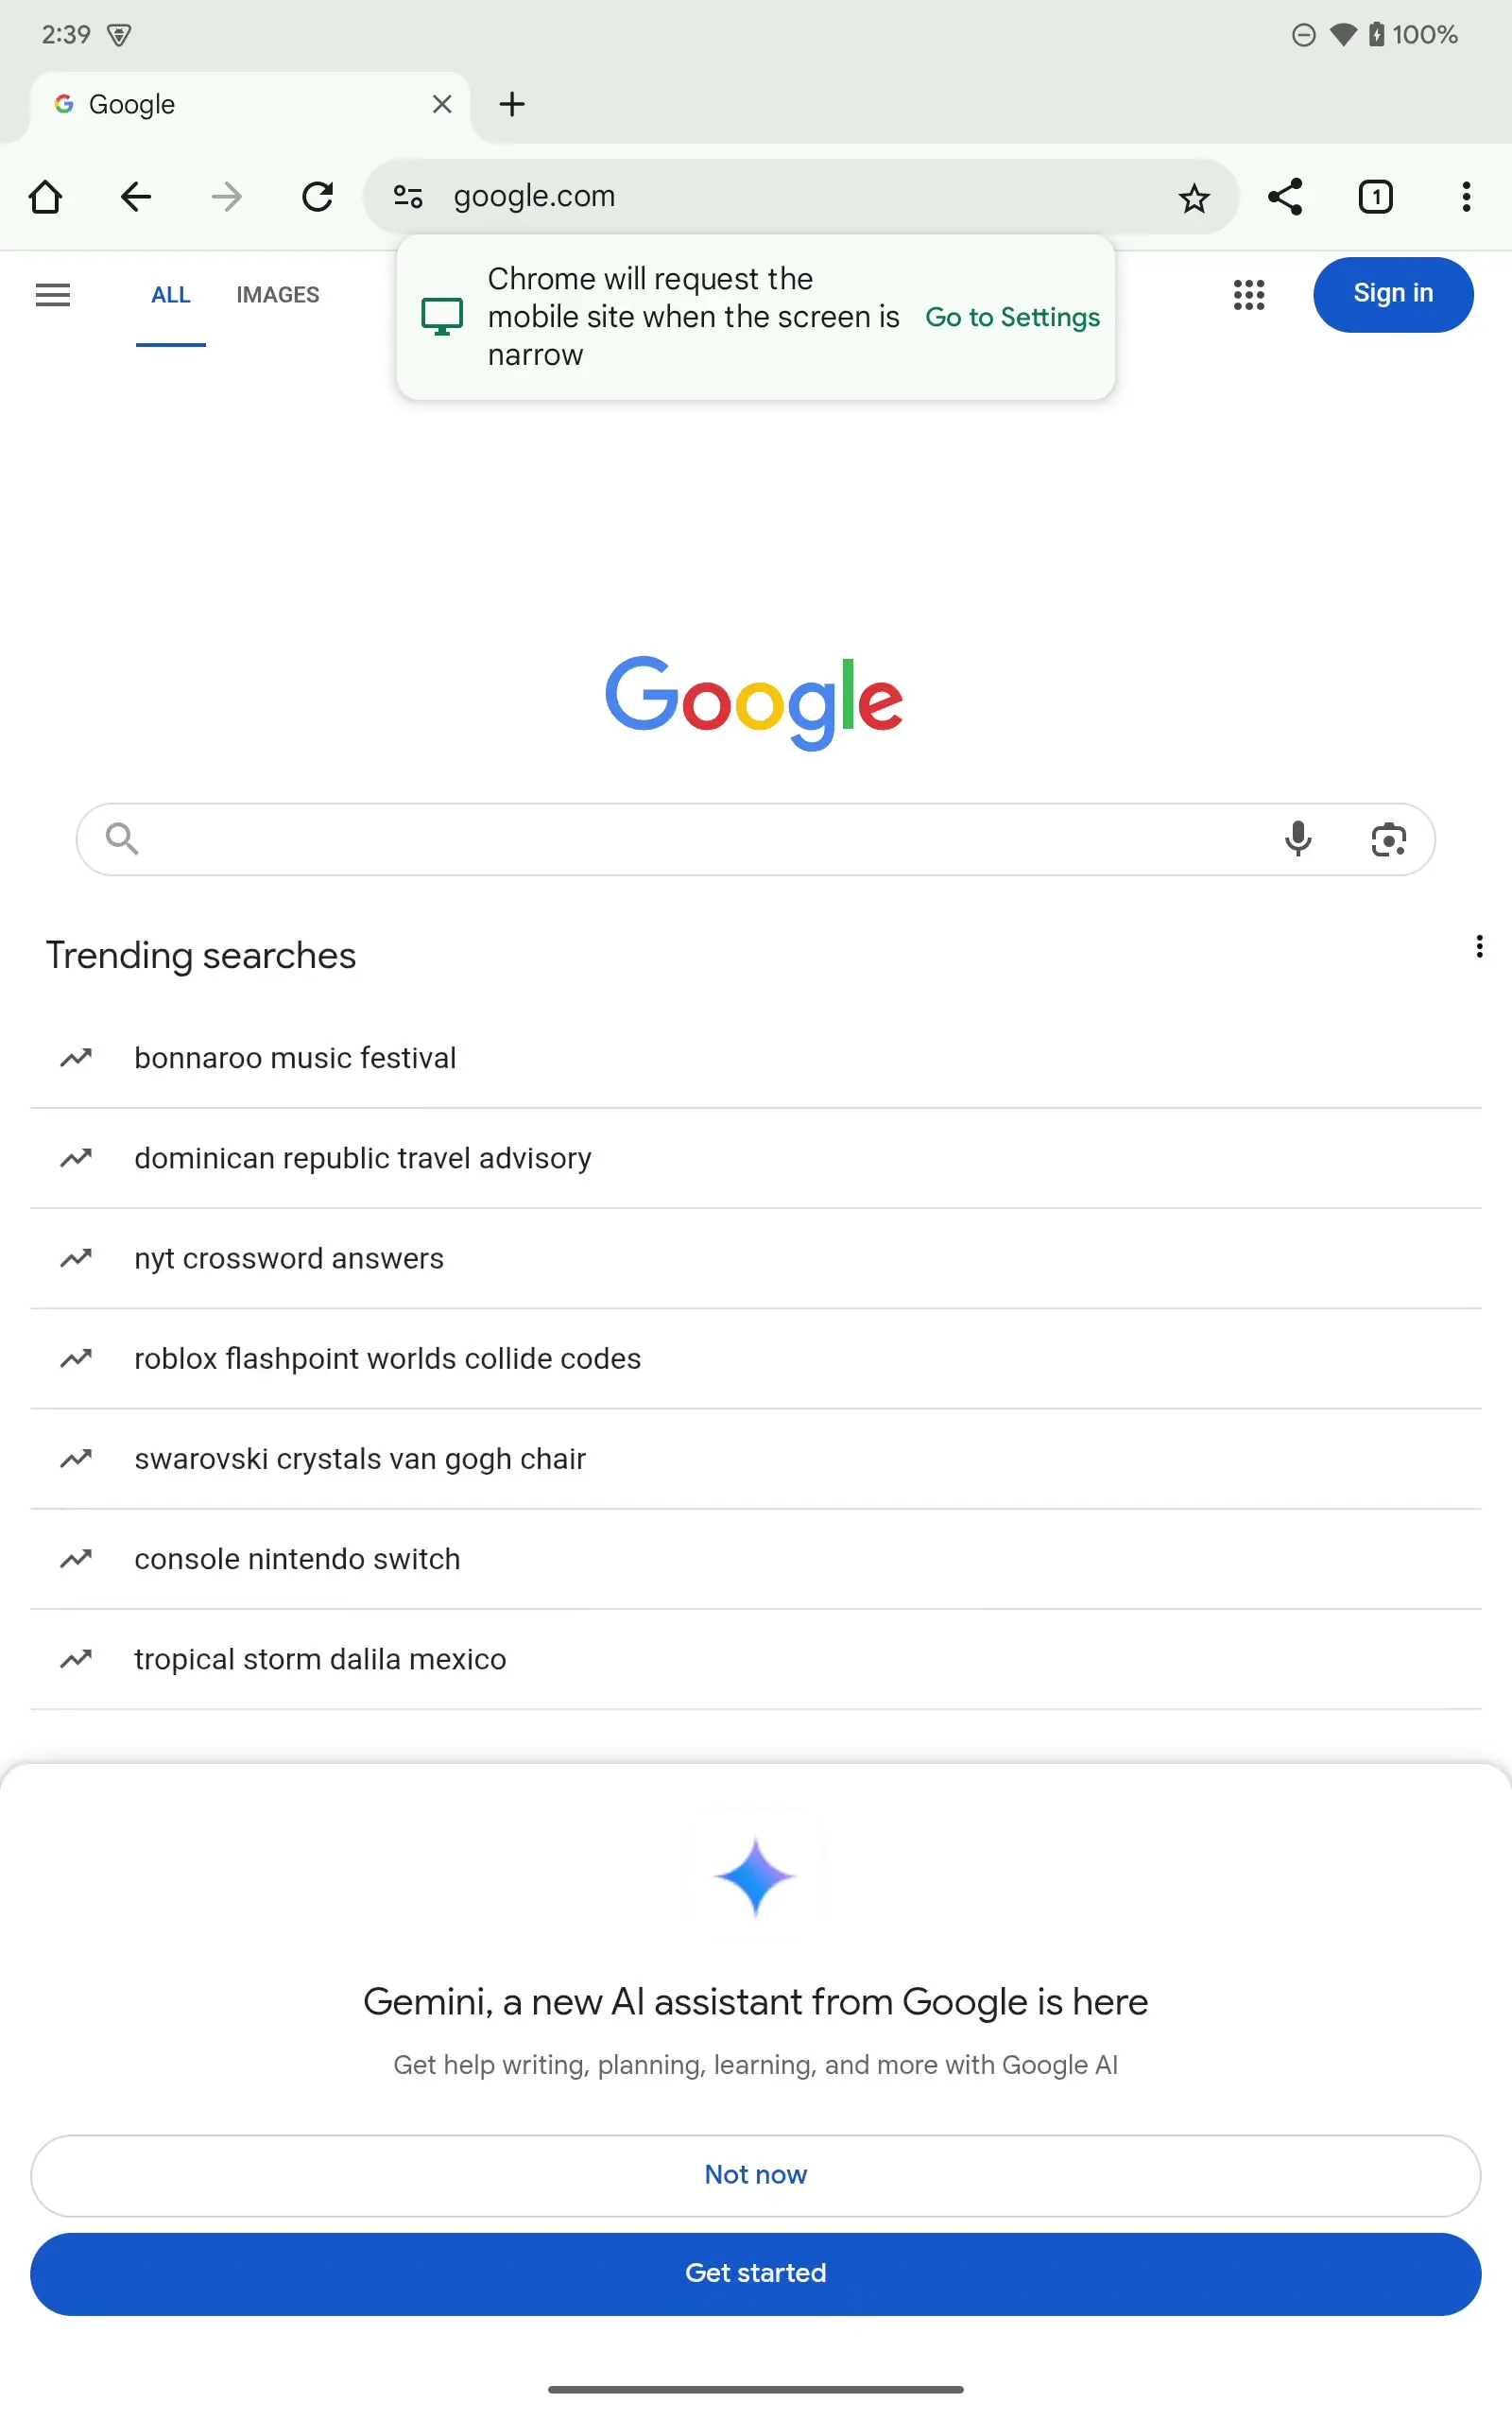 2:39
100%
Google
google.com
1
ALL
IMAGES
Chrome will request the
mobile site when the screen is
narrow
Go to Settings
Sign in
Google
Trending searches
bonnaroo music festival
dominican republic travel advisory
nyt crossword answers
roblox flashpoint worlds collide codes
swarovski crystals van gogh chair
console nintendo switch
tropical storm dalila mexico
Gemini, a new AI assistant from Google is here
Get help writing, planning, learning, and more with Google AI
Not now
Get started